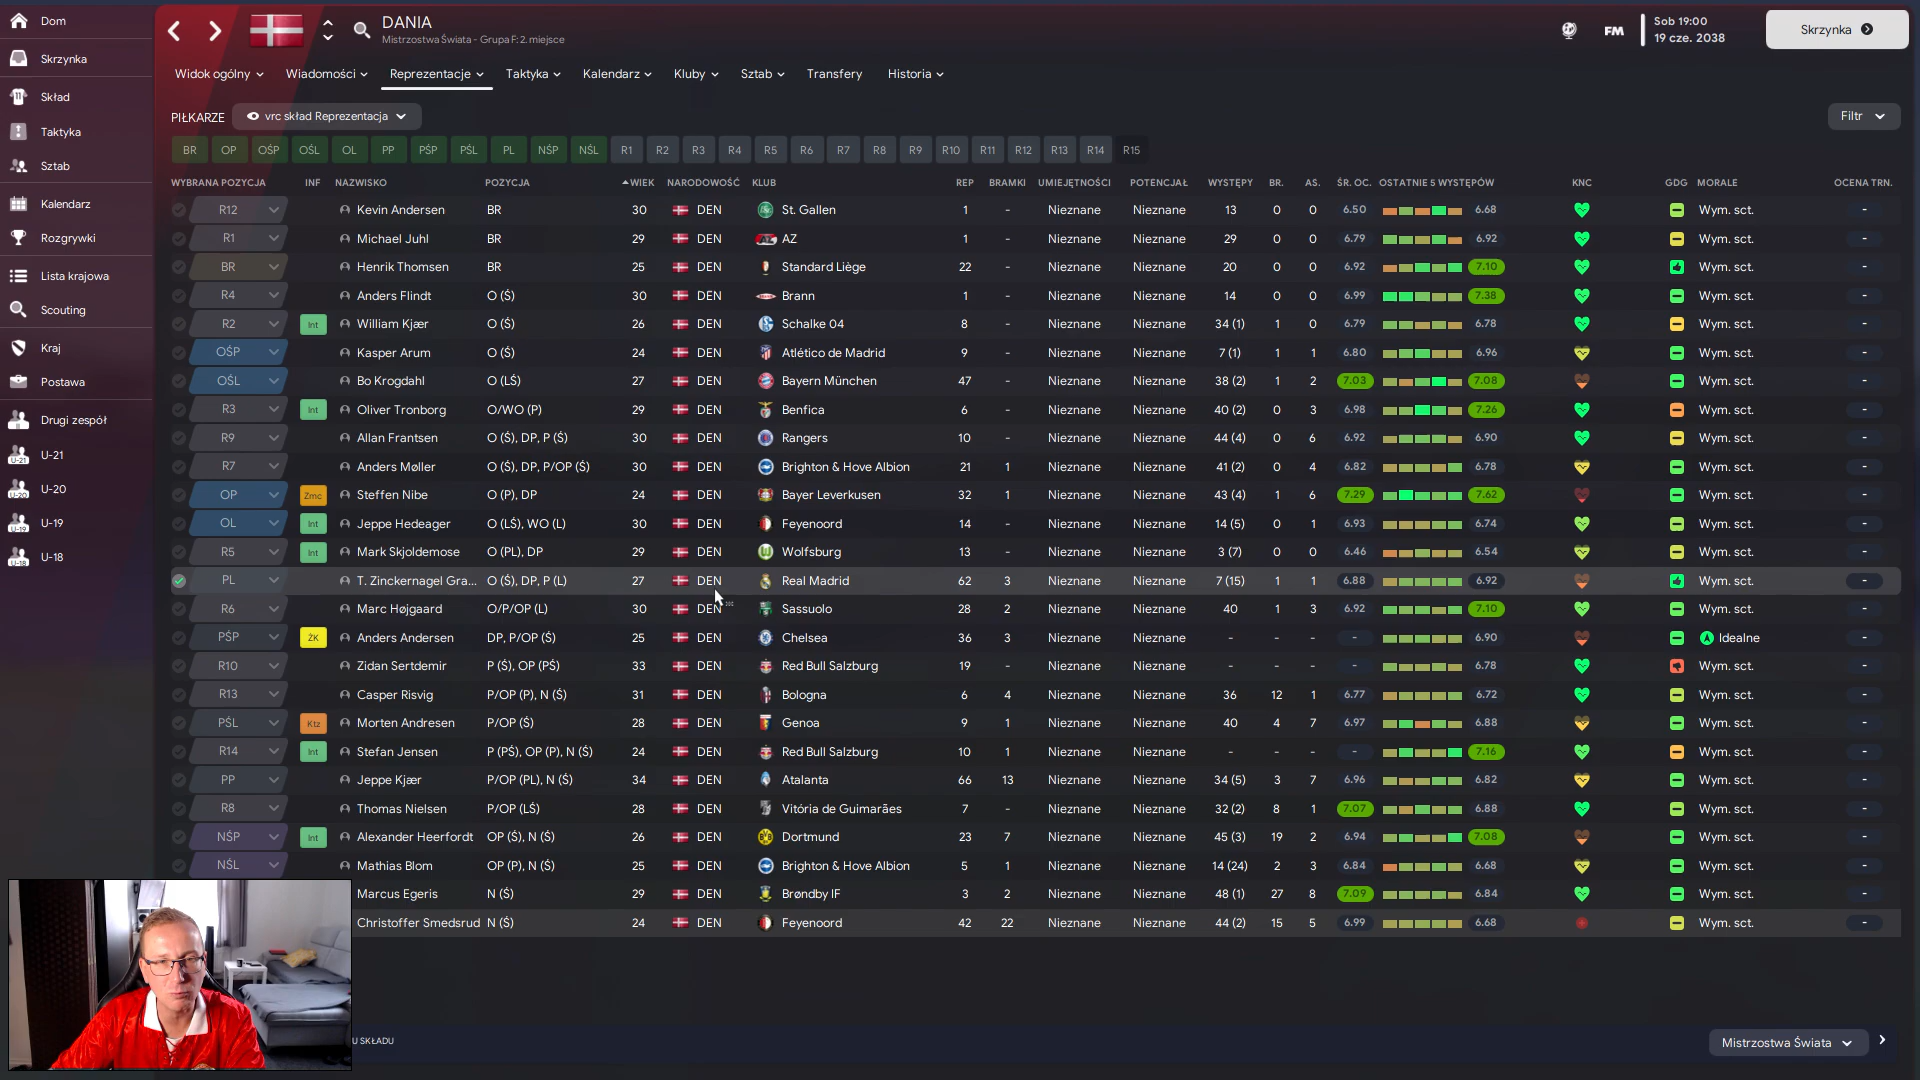 Dom
Skrzynka
Skład
Taktyka
Sztab
Kalendarz
Rozgrywki
Lista krajowa
Scouting
Kraj
Postawa
Drugi zespół
U-21
U-20
U-19
U-18
DANIA
Mistrzostwa Świata - Grupa F: 2. miejsce
FM
Sob 19:00
19 cze. 2038
Skrzynka
Widok ogólny Wiadomości Reprezentacje Taktyka Kalendarz Kluby Sztab Transfery Historia
PIŁKARZE vrc skład Reprezentacja Filtr
BR OP OŚP OŚL OL PP PŚP PŚL PL NŚP NŚL R1 R2 R3 R4 R5 R6 R7 R8 R9 R10 R11 R12 R13 R14 R15
WYBRANA POZYCJA INF NAZWISKO POZYCJA WIEK NARODOWOŚĆ KLUB REP BRAMKI UMIEJĘTNOŚCI POTENCJAŁ WYSTĘPY BR. AS. ŚR. OC. OSTATNIE 5 WYSTĘPÓW KNC GDG MORALE OCENA TRN.
R12 Kevin Andersen BR 30 DEN St. Gallen 1 - Nieznane Nieznane 13 0 0 6.50 6.68 Wym. sct. -
R1 Michael Juhl BR 29 DEN AZ 1 - Nieznane Nieznane 29 0 0 6.79 6.92 Wym. sct. -
BR Henrik Thomsen BR 25 DEN Standard Liège 22 - Nieznane Nieznane 20 0 0 6.92 7.10 Wym. sct. -
R4 Anders Flindt O (Ś) 30 DEN Brann 1 - Nieznane Nieznane 14 0 0 6.99 7.38 Wym. sct. -
R2 Int William Kjær O (Ś) 26 DEN Schalke 04 8 - Nieznane Nieznane 34 (1) 1 0 6.79 6.78 Wym. sct. -
OŚP Kasper Arum O (Ś) 24 DEN Atlético de Madrid 9 - Nieznane Nieznane 7 (1) 1 1 6.80 6.96 Wym. sct. -
OŚL Bo Krogdahl O (LŚ) 27 DEN Bayern München 47 - Nieznane Nieznane 38 (2) 1 2 7.03 7.08 Wym. sct. -
R3 Int Oliver Tronborg O/WO (P) 29 DEN Benfica 6 - Nieznane Nieznane 40 (2) 0 3 6.98 7.26 Wym. sct. -
R9 Allan Frantsen O (Ś), DP, P (Ś) 30 DEN Rangers 10 - Nieznane Nieznane 44 (4) 0 6 6.92 6.90 Wym. sct. -
R7 Anders Møller O (Ś), DP, P/OP (Ś) 30 DEN Brighton & Hove Albion 21 1 Nieznane Nieznane 41 (2) 0 4 6.82 6.78 Wym. sct. -
OP Zmc Steffen Nibe O (P), DP 24 DEN Bayer Leverkusen 32 1 Nieznane Nieznane 43 (4) 1 6 7.29 7.62 Wym. sct. -
OL Int Jeppe Hedeager O (LŚ), WO (L) 30 DEN Feyenoord 14 - Nieznane Nieznane 14 (5) 0 1 6.93 6.74 Wym. sct. -
R5 Int Mark Skjoldemose O (PL), DP 29 DEN Wolfsburg 13 - Nieznane Nieznane 3 (7) 0 0 6.46 6.54 Wym. sct. -
PL T. Zinckernagel Gra... O (Ś), DP, P (L) 27 DEN Real Madrid 62 3 Nieznane Nieznane 7 (15) 1 1 6.88 6.92 Wym. sct. -
R6 Marc Højgaard O/P/OP (L) 30 DEN Sassuolo 28 2 Nieznane Nieznane 40 1 3 6.92 7.10 Wym. sct. -
PŚP ŻK Anders Andersen DP, P/OP (Ś) 25 DEN Chelsea 36 3 Nieznane Nieznane - - - - 6.90 Idealne -
R10 Zidan Sertdemir P (Ś), OP (PŚ) 33 DEN Red Bull Salzburg 19 - Nieznane Nieznane - - - - 6.78 Wym. sct. -
R13 Casper Risvig P/OP (P), N (Ś) 31 DEN Bologna 6 4 Nieznane Nieznane 36 12 1 6.77 6.72 Wym. sct. -
PŚL Ktz Morten Andresen P/OP (Ś) 28 DEN Genoa 9 1 Nieznane Nieznane 40 4 7 6.97 6.88 Wym. sct. -
R14 Int Stefan Jensen P (PŚ), OP (P), N (Ś) 24 DEN Red Bull Salzburg 10 1 Nieznane Nieznane - - - - 7.16 Wym. sct. -
PP Jeppe Kjær P/OP (PL), N (Ś) 34 DEN Atalanta 66 13 Nieznane Nieznane 34 (5) 3 7 6.96 6.82 Wym. sct. -
R8 Thomas Nielsen P/OP (LŚ) 28 DEN Vitória de Guimarães 7 - Nieznane Nieznane 32 (2) 8 1 7.07 6.88 Wym. sct. -
NŚP Int Alexander Heerfordt OP (Ś), N (Ś) 26 DEN Dortmund 23 7 Nieznane Nieznane 45 (3) 19 2 6.94 7.08 Wym. sct. -
NŚL Mathias Blom OP (P), N (Ś) 25 DEN Brighton & Hove Albion 5 1 Nieznane Nieznane 14 (24) 2 3 6.84 6.68 Wym. sct. -
Marcus Egeris N (Ś) 29 DEN Brøndby IF 3 2 Nieznane Nieznane 48 (1) 27 8 7.09 6.84 Wym. sct. -
Christoffer Smedsrud N (Ś) 24 DEN Feyenoord 42 22 Nieznane Nieznane 44 (2) 15 5 6.99 6.68 Wym. sct. -
U SKŁADU
Mistrzostwa Świata